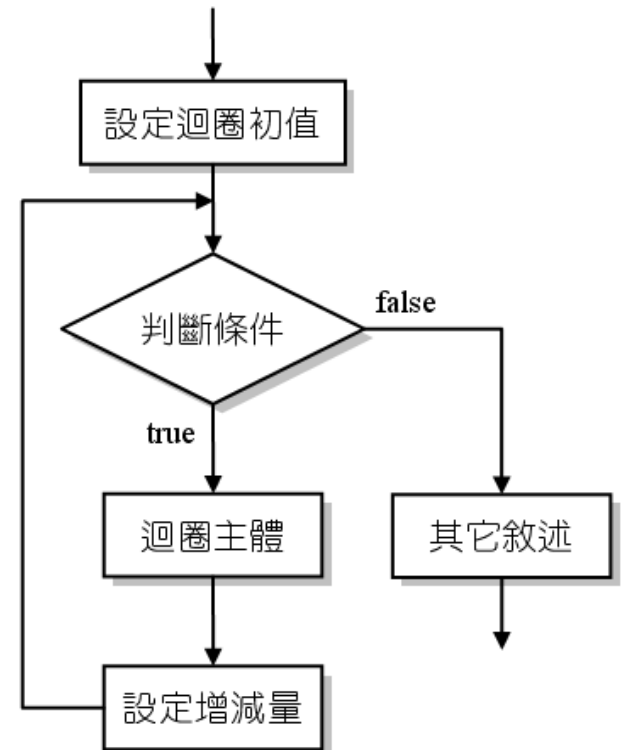 設定迴圈初值
判斷條件
false
true
迴圈主體
其它敘述
設定增減量